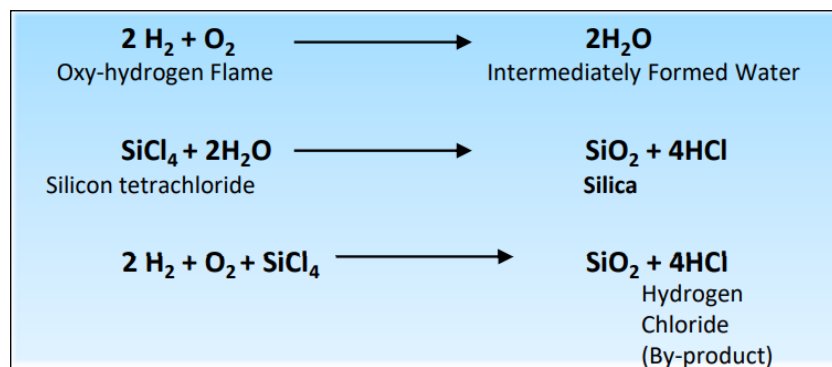 2 H₂ + O₂ ⟶ 2H₂O
Oxy-hydrogen Flame Intermediately Formed Water
SiCl₄ + 2H₂O ⟶ SiO₂ + 4HCl
Silicon tetrachloride Silica
2 H₂ + O₂ + SiCl₄ ⟶ SiO₂ + 4HCl
Hydrogen
Chloride
(By-product)